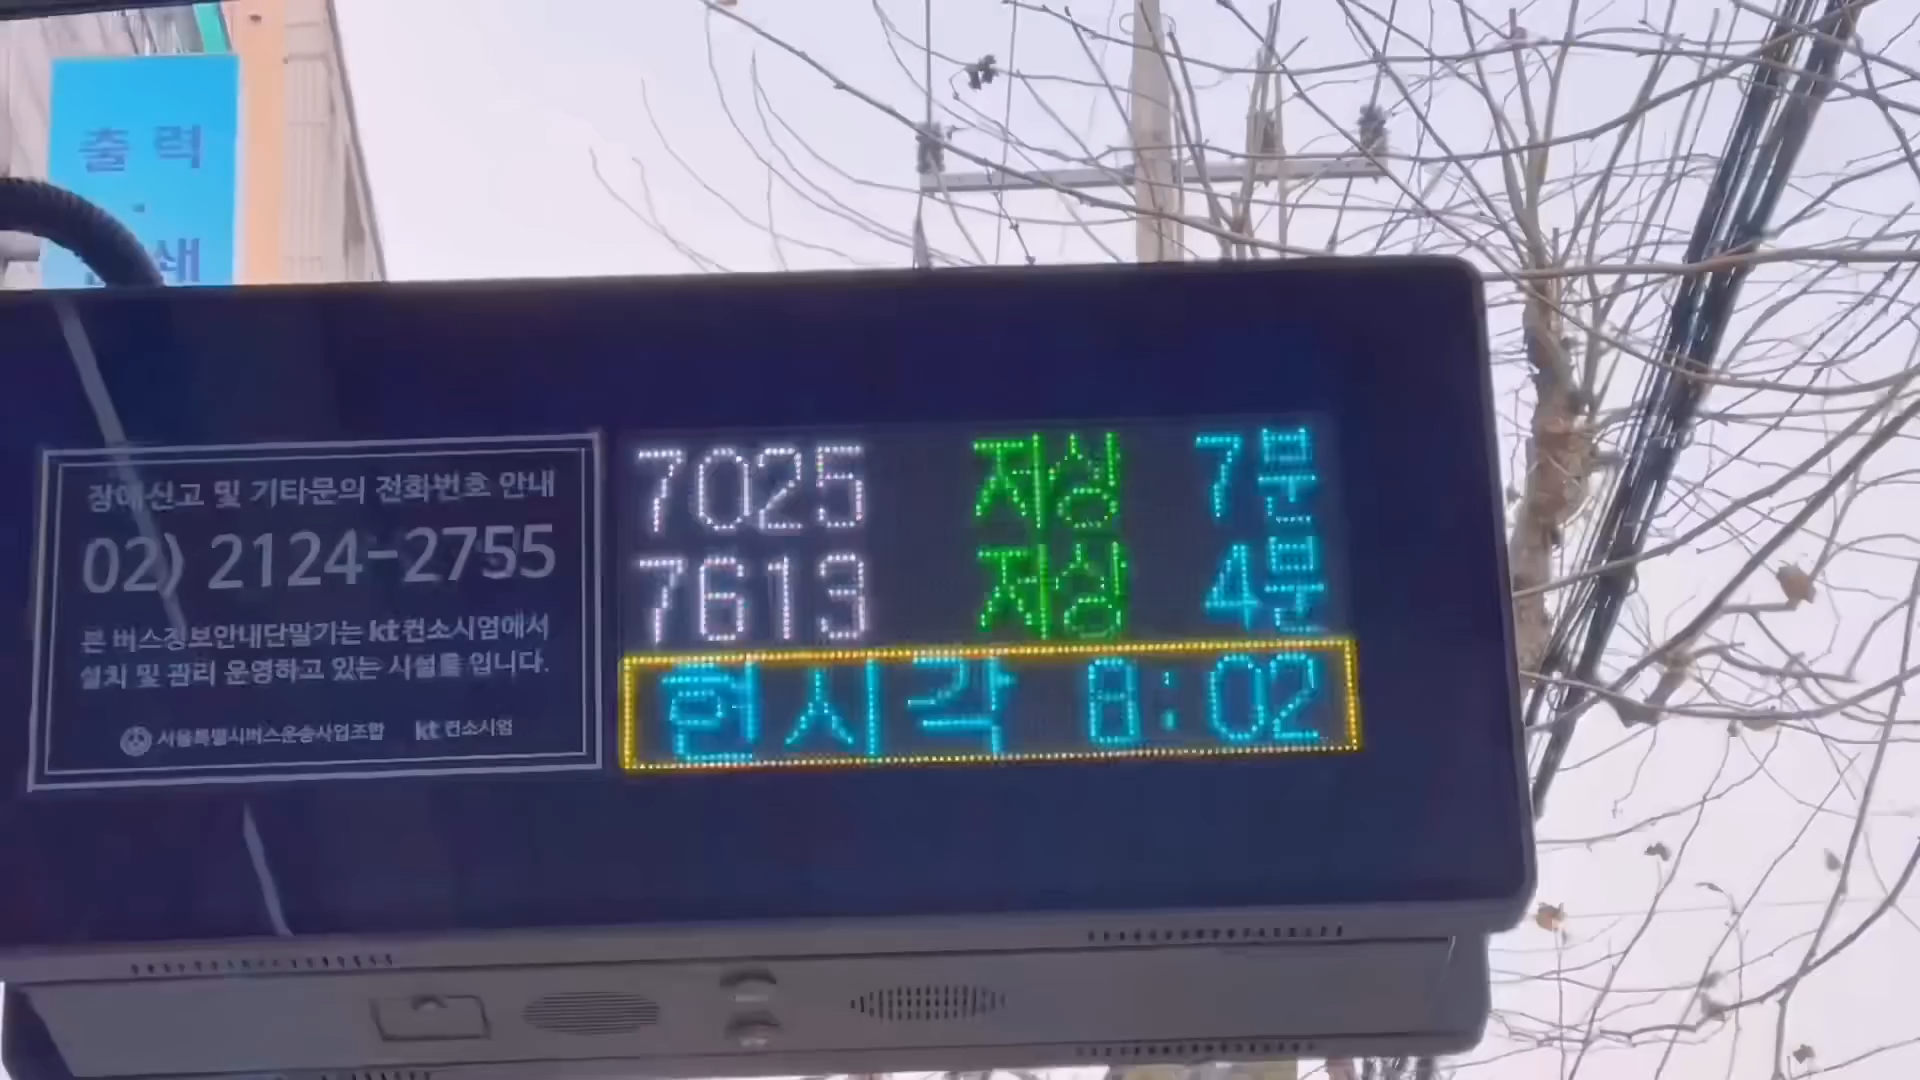 출력
장애신고 및 기타문의 전화번호 안내
02) 2124-2755
본 버스정보안내단말기는 kt컨소시엄에서
설치 및 관리 운영하고 있는 시설물 입니다.
서울특별시버스운송사업조합 kt 컨소시엄
7025 저상 7분
7613 저상 4분
현시각 8:02